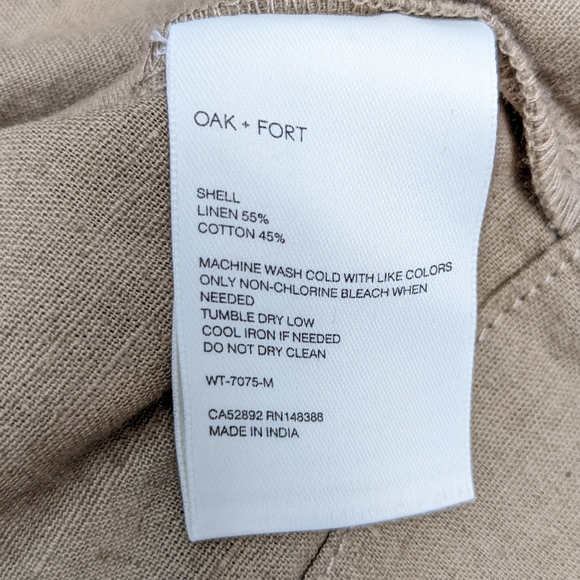 OAK + FORT
SHELL
LINEN 55%
COTTON 45%
MACHINE WASH COLD WITH LIKE COLORS
ONLY NON-CHLORINE BLEACH WHEN
NEEDED
TUMBLE DRY LOW
COOL IRON IF NEEDED
DO NOT DRY CLEAN
WT-7075-M
CA52892 RN148388
MADE IN INDIA